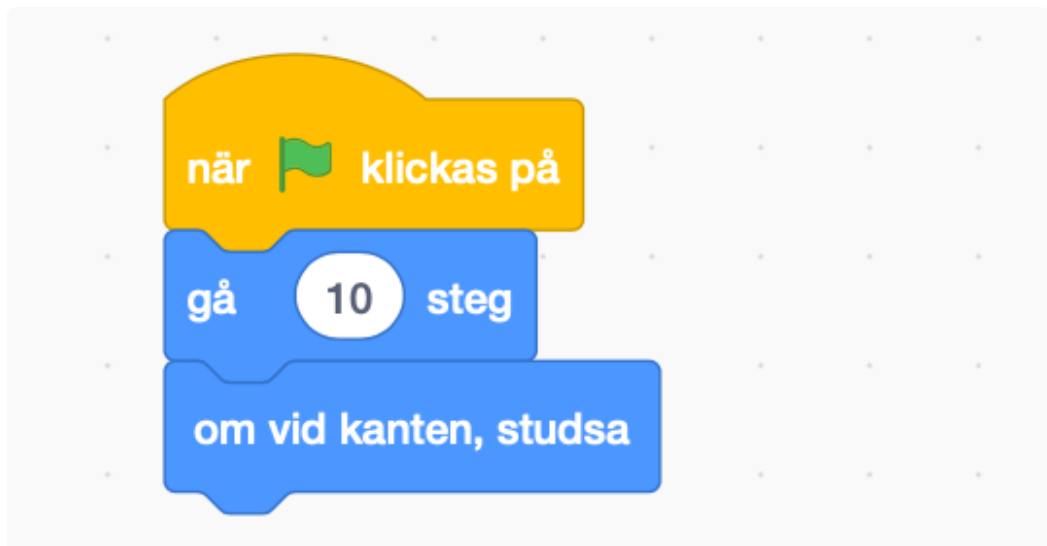 när klickas på
gå 10 steg
om vid kanten, studsa